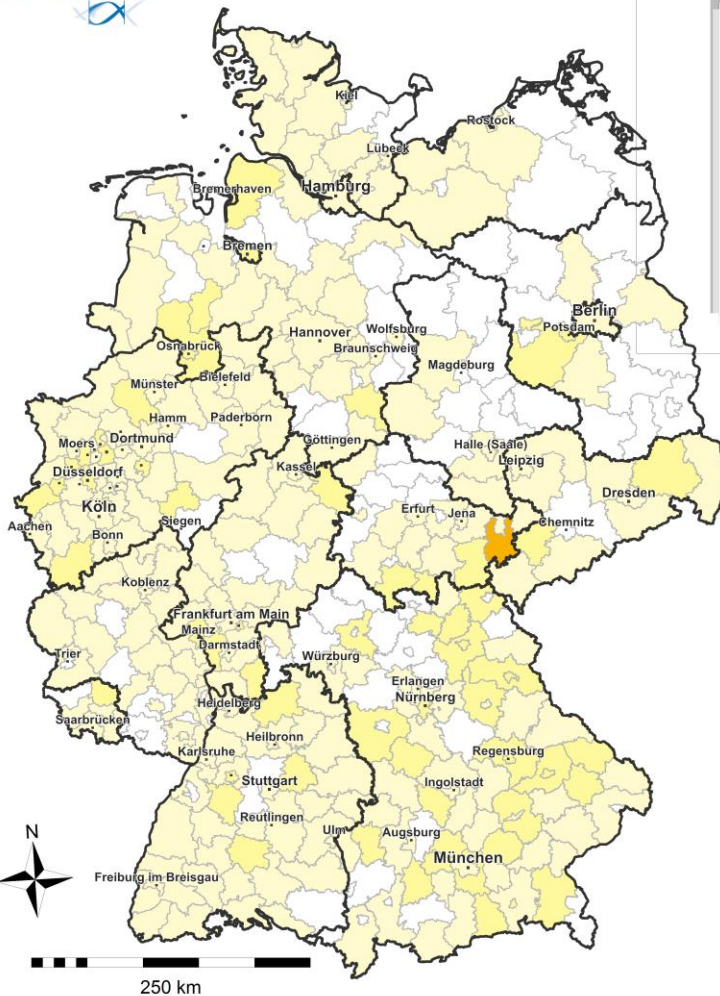 Kiel
Rostock
Lübeck
Bremerhaven
Hamburg
Bremen
Berlin
Potsdam
Hannover
Wolfsburg
Braunschweig
Osnabrück
Bielefeld
Magdeburg
Münster
Hamm
Paderborn
Moers
Dortmund
Göttingen
Halle (Saale)
Leipzig
Düsseldorf
Kassel
Dresden
Köln
Erfurt
Jena
Chemnitz
Aachen
Siegen
Bonn
Koblenz
Frankfurt am Main
Mainz
Darmstadt
Trier
Würzburg
Erlangen
Nürnberg
Heidelberg
Saarbrücken
Heilbronn
Karlsruhe
Regensburg
Stuttgart
Ingolstadt
Reutlingen
Ulm
Augsburg
München
N
Freiburg im Breisgau
250 km